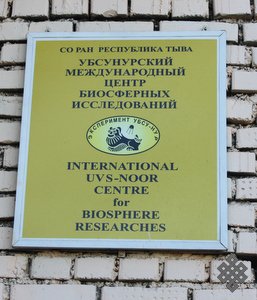 СО РАН РЕСПУБЛИКА ТЫВА
УБСУНУРСКИЙ
МЕЖДУНАРОДНЫЙ
ЦЕНТР
БИОСФЕРНЫХ
ИССЛЕДОВАНИЙ
ЭКСПЕРИМЕНТ УБСУ-НУР
INTERNATIONAL
UVS-NOOR
CENTRE
for
BIOSPHERE
RESEARCHES